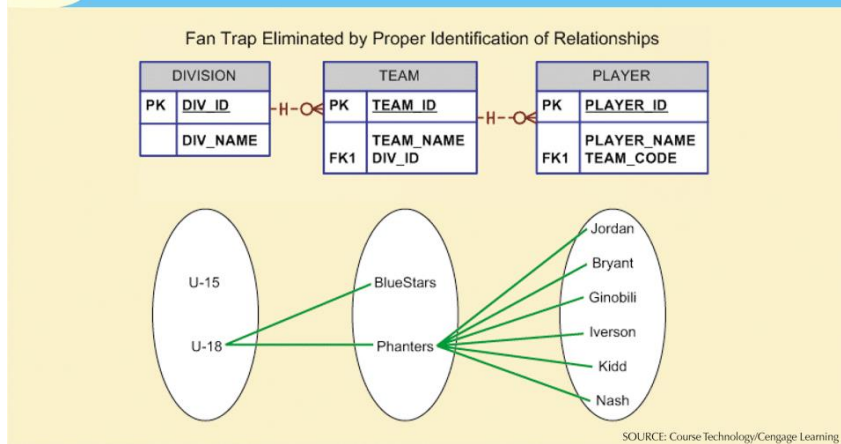 Fan Trap Eliminated by Proper Identification of Relationships
DIVISION
PK DIV_ID
DIV_NAME
TEAM
PK TEAM_ID
TEAM_NAME
FK1 DIV_ID
PLAYER
PK PLAYER_ID
PLAYER_NAME
FK1 TEAM_CODE
U-15
U-18
BlueStars
Phanters
Jordan
Bryant
Ginobili
Iverson
Kidd
Nash
SOURCE: Course Technology/Cengage Learning